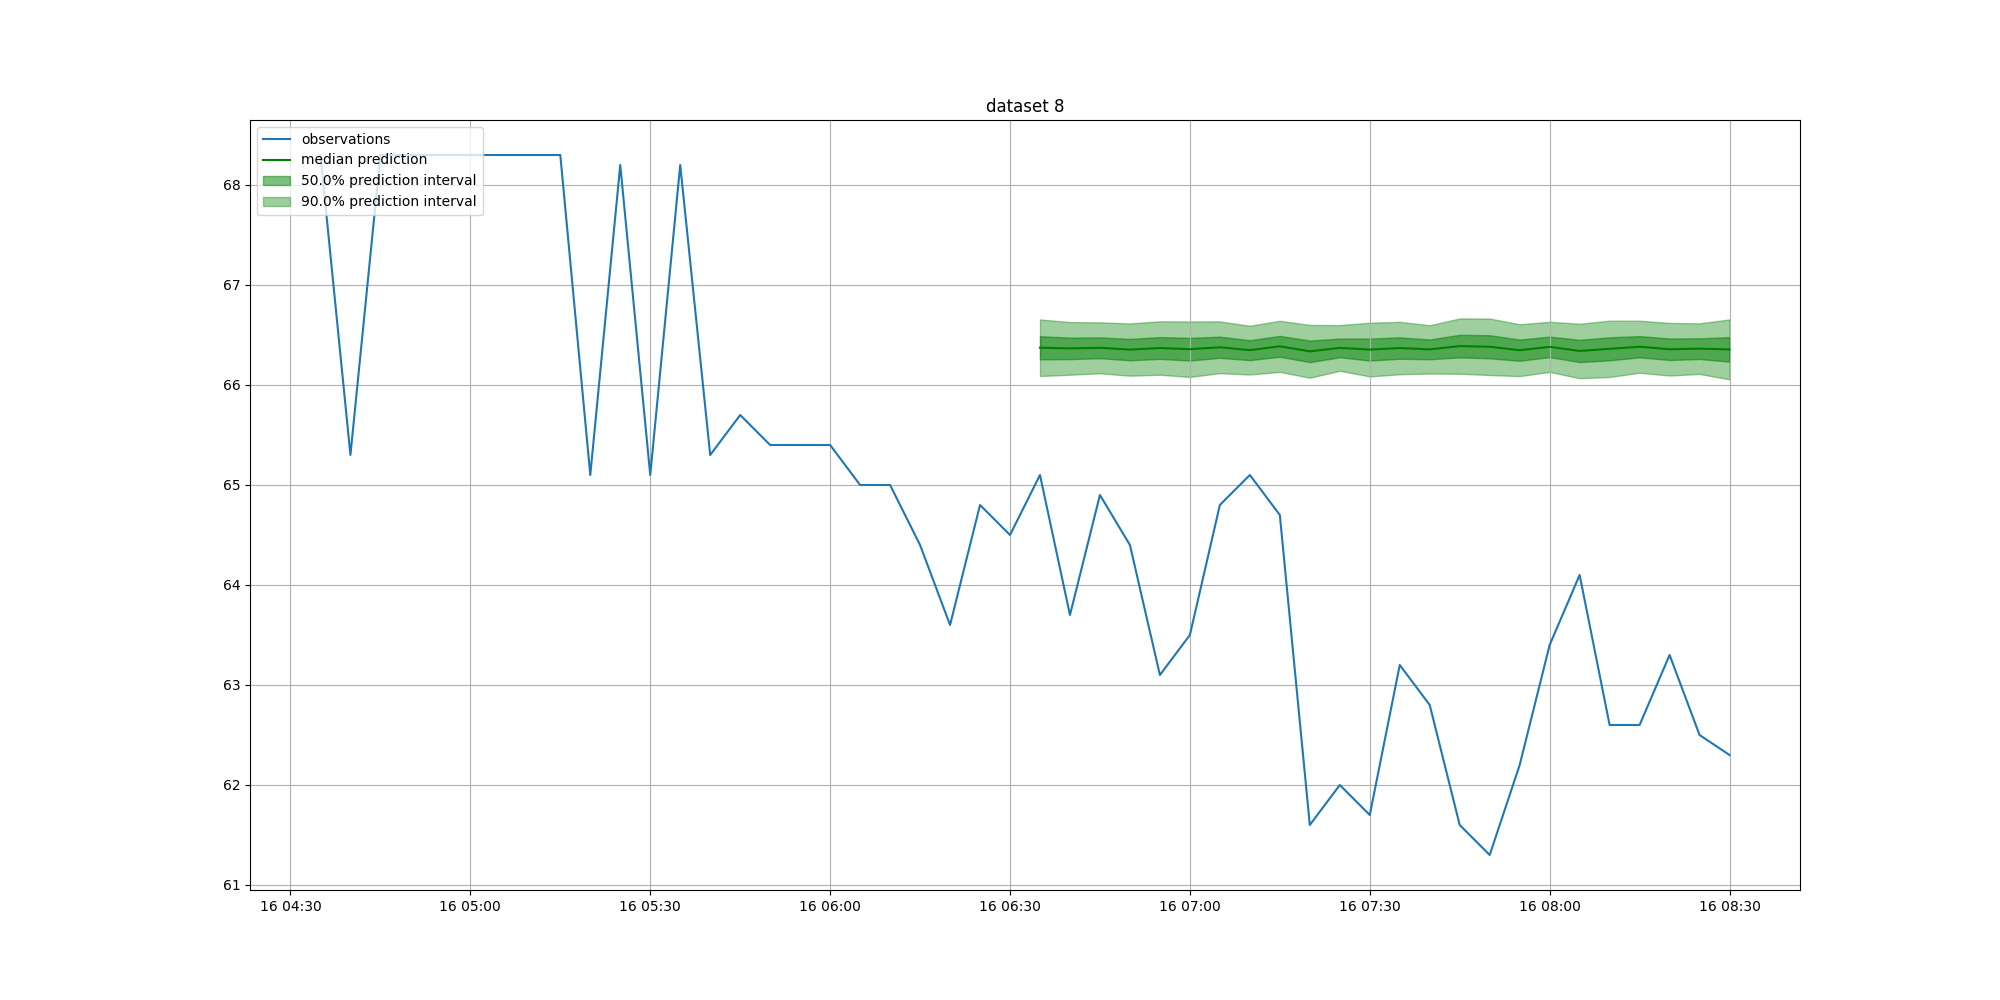 dataset 8
observations
median prediction
50.0% prediction interval
90.0% prediction interval
68
67
66
65
64
63
62
61
16 04:30 16 05:00 16 05:30 16 06:00 16 06:30 16 07:00 16 07:30 16 08:00 16 08:30